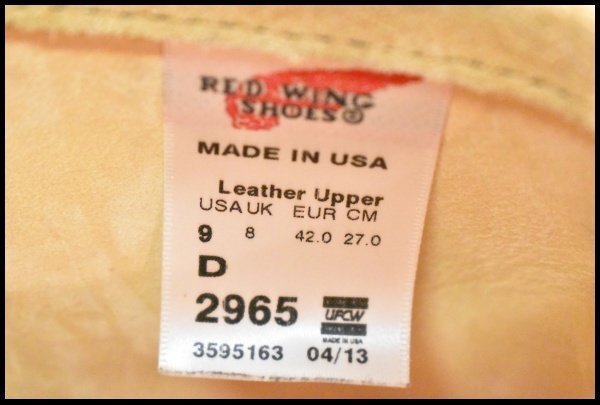 RED WING
SHOES®
MADE IN USA
Leather Upper
USA UK EUR CM
9 8 42.0 27.0
D
2965
UFCW
MADE IN USA
3595163 04/13